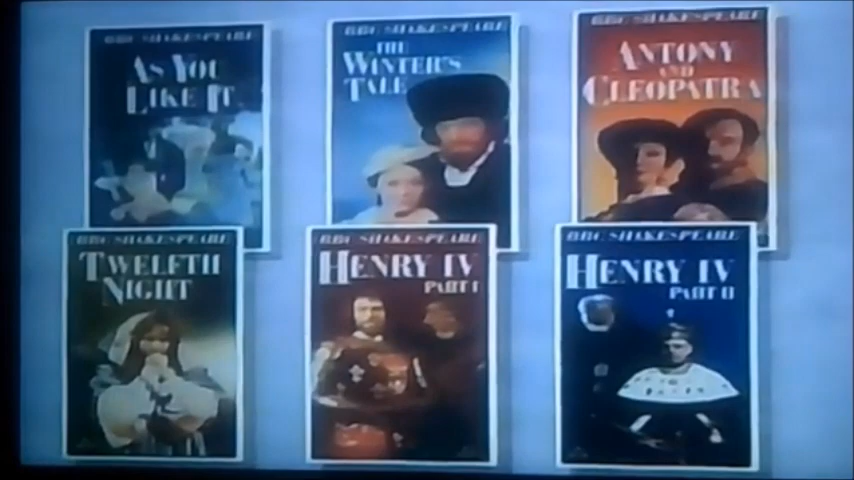 BBC SHAKESPEARE
AS YOU
LIKE IT
BBC SHAKESPEARE
THE
WINTER'S
TALE
BBC SHAKESPEARE
ANTONY
AND
CLEOPATRA
BBC SHAKESPEARE
TWELFTH
NIGHT
BBC SHAKESPEARE
HENRY IV
PART I
BBC SHAKESPEARE
HENRY IV
PART II